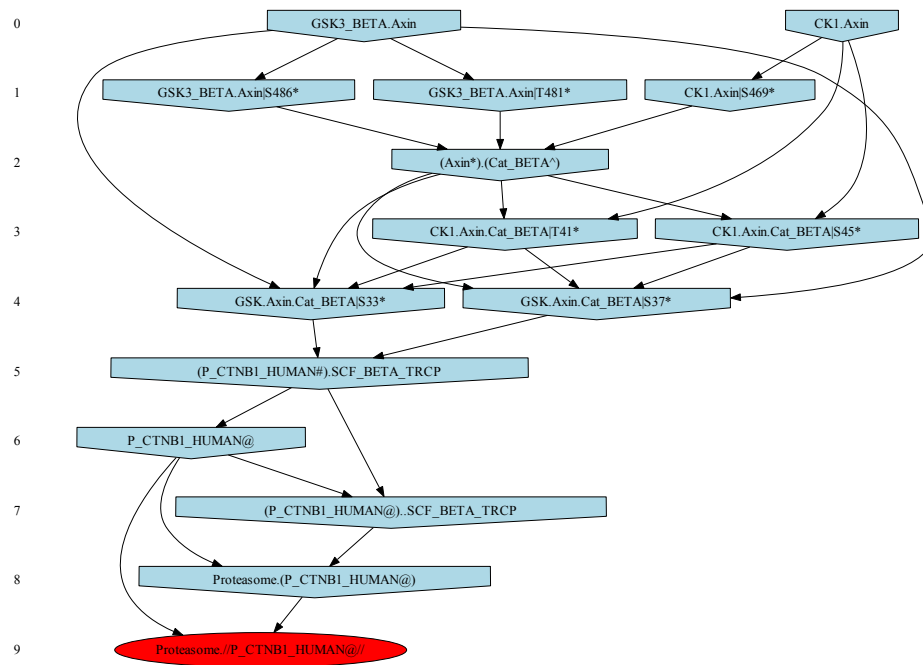 0 GSK3_BETA.Axin CK1.Axin
1 GSK3_BETA.Axin|S486* GSK3_BETA.Axin|T481* CK1.Axin|S469*
2 (Axin*).(Cat_BETA^)
3 CK1.Axin.Cat_BETA|T41* CK1.Axin.Cat_BETA|S45*
4 GSK.Axin.Cat_BETA|S33* GSK.Axin.Cat_BETA|S37*
5 (P_CTNB1_HUMAN#).SCF_BETA_TRCP
6 P_CTNB1_HUMAN@
7 (P_CTNB1_HUMAN@)..SCF_BETA_TRCP
8 Proteasome.(P_CTNB1_HUMAN@)
9 Proteasome.//P_CTNB1_HUMAN@//